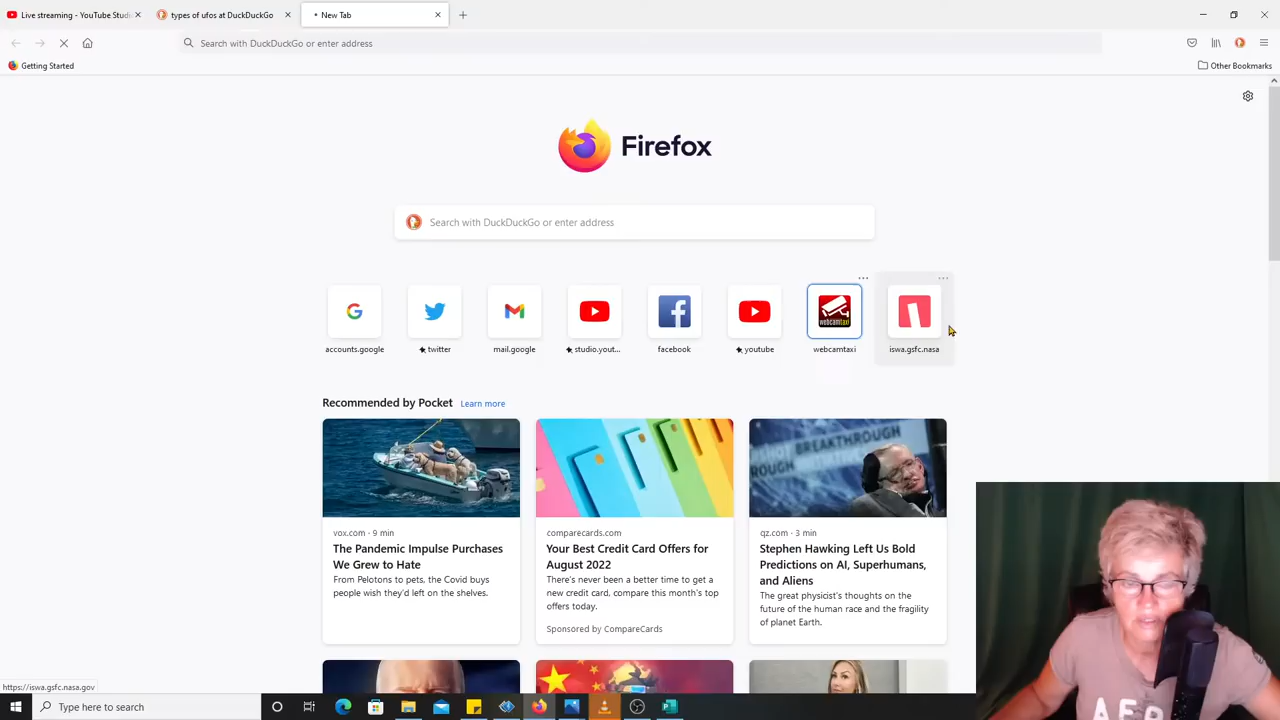 Live streaming - YouTube Stud
types of ufos at DuckDuckGo
New Tab
Search with DuckDuckGo or enter address
Getting Started
Other Bookmarks
Firefox
Search with DuckDuckGo or enter address
webcamtaxi
accounts.google
twitter
mail.google
studio.yout...
facebook
youtube
webcamtaxi
iswa.gsfc.nasa
Recommended by Pocket Learn more
BREAKTHROUGH
vox.com · 9 min
The Pandemic Impulse Purchases
We Grew to Hate
From Pelotons to pets, the Covid buys
people wish they'd left on the shelves.
comparecards.com
Your Best Credit Card Offers for
August 2022
There's never been a better time to get a
new credit card, compare this month's top
offers today.
Sponsored by CompareCards
qz.com · 3 min
Stephen Hawking Left Us Bold
Predictions on AI, Superhumans,
and Aliens
The great physicist's thoughts on the
future of the human race and the fragility
of planet Earth.
https://iswa.gsfc.nasa.gov
Type here to search